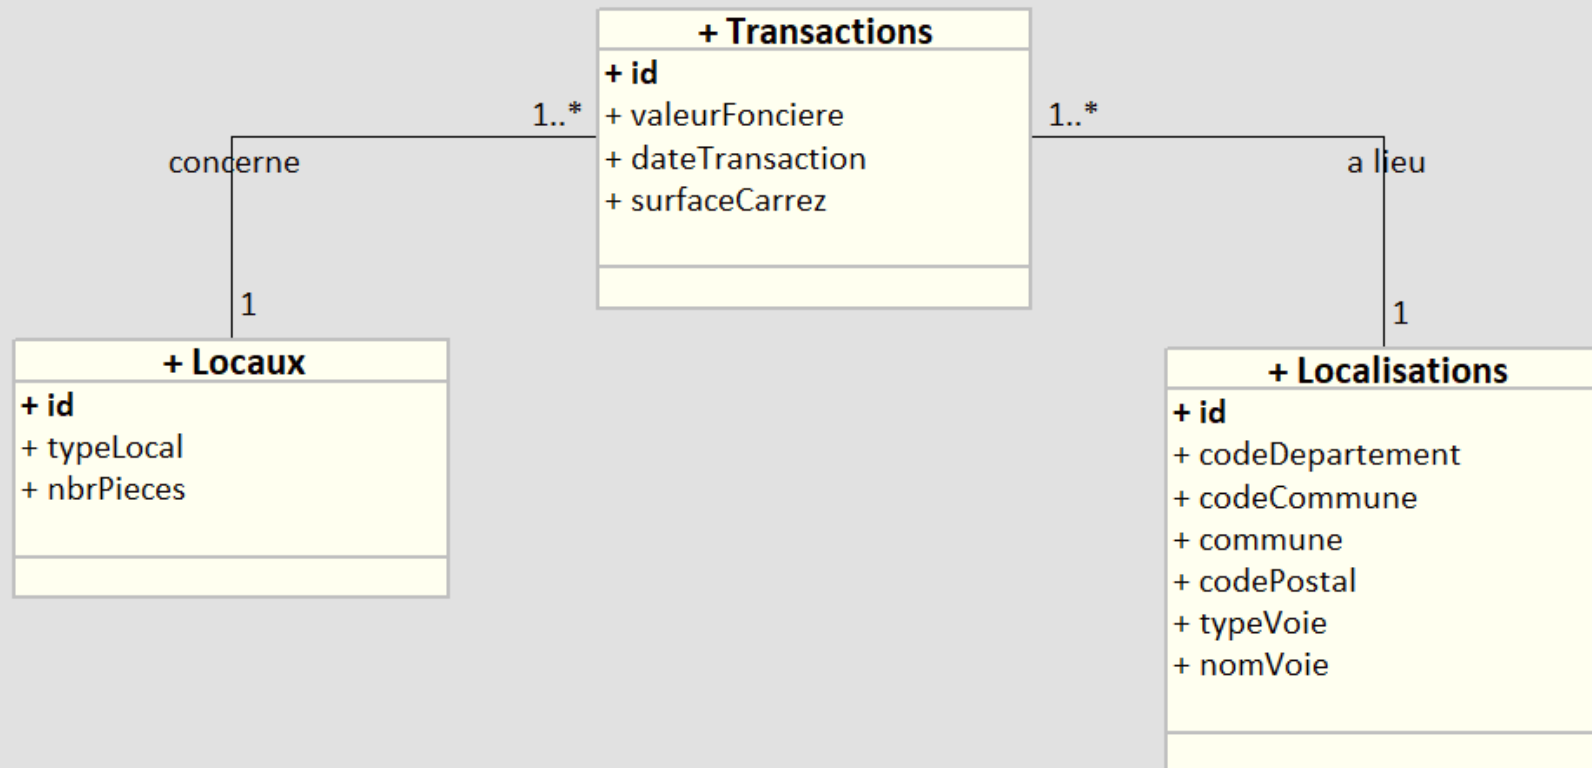 + Transactions
+ id
+ valeurFonciere
+ dateTransaction
+ surfaceCarrez
1..*
1..*
concerne
a lieu
1
1
+ Locaux
+ id
+ typeLocal
+ nbrPieces
+ Localisations
+ id
+ codeDepartement
+ codeCommune
+ commune
+ codePostal
+ typeVoie
+ nomVoie